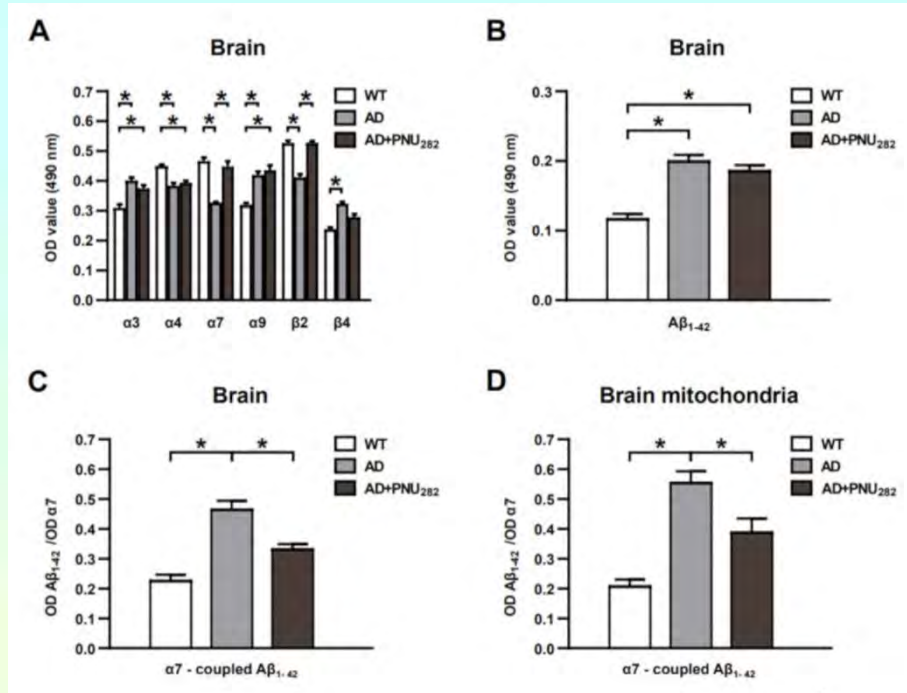 A
Brain
OD value (490 nm)
0.7
0.6
0.5
0.4
0.3
0.2
0.1
0.0
* * * * * *
* * * * *
*
WT
AD
AD+PNU282
α3 α4 α7 α9 β2 β4
B
Brain
OD value (490 nm)
0.3
0.2
0.1
0.0
*
*
WT
AD
AD+PNU282
Aβ1-42
C
Brain
OD Aβ1-42 /OD α7
0.7
0.6
0.5
0.4
0.3
0.2
0.1
0.0
* *
WT
AD
AD+PNU282
α7 - coupled Aβ1-42
D
Brain mitochondria
OD Aβ1-42 /OD α7
0.7
0.6
0.5
0.4
0.3
0.2
0.1
0.0
* *
WT
AD
AD+PNU282
α7 - coupled Aβ1-42